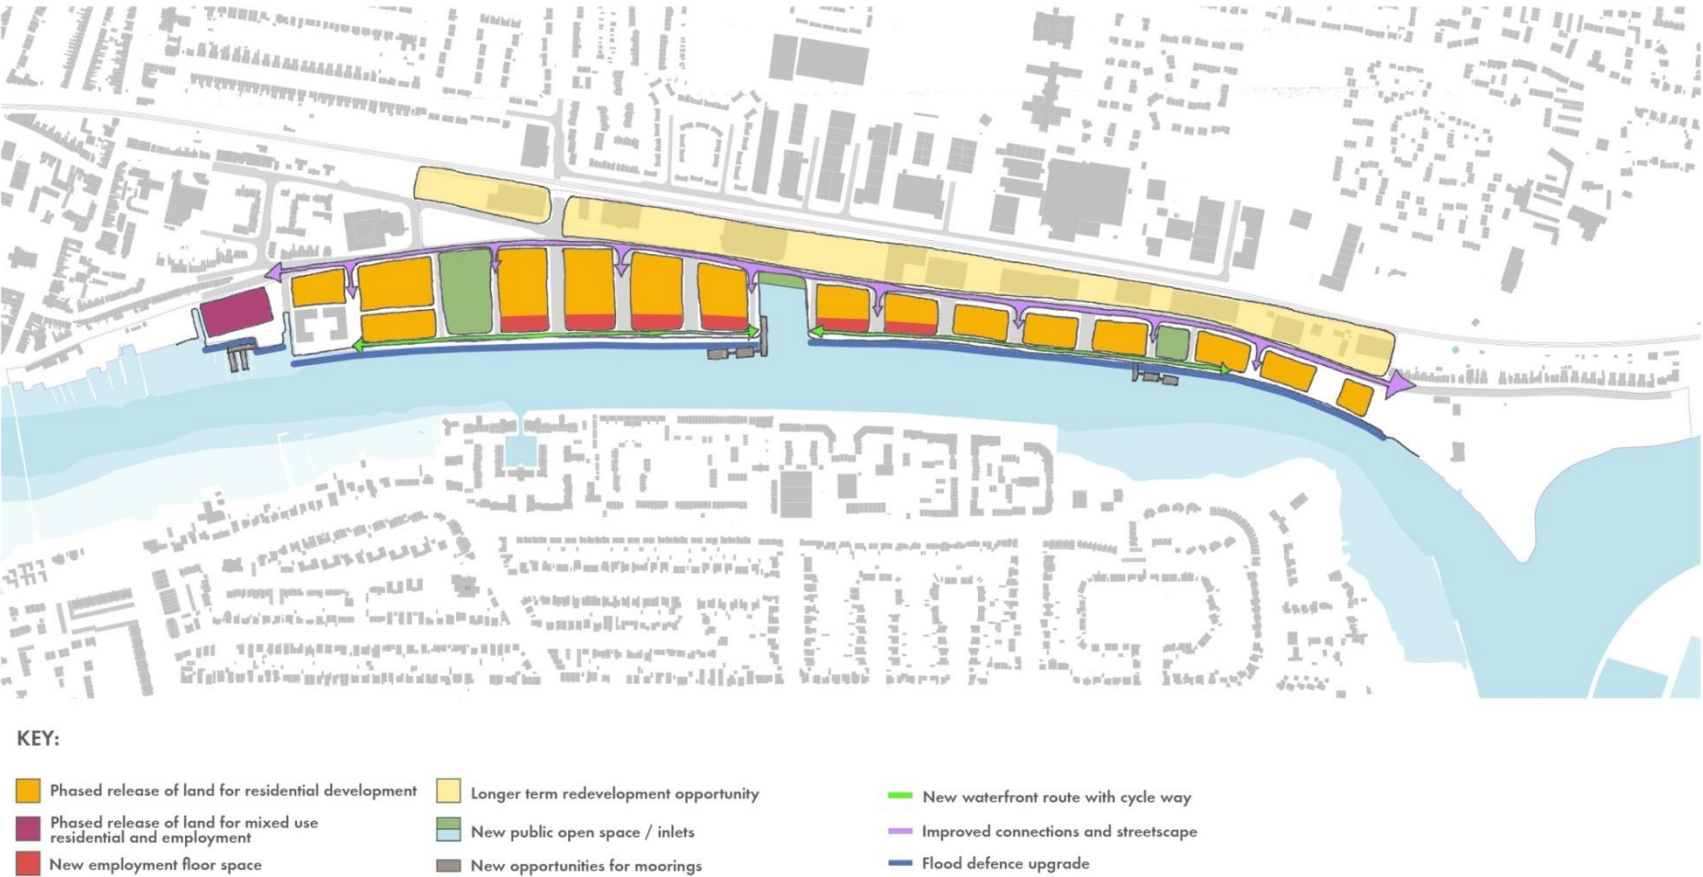 KEY:
Phased release of land for residential development
Phased release of land for mixed use
residential and employment
New employment floor space
Longer term redevelopment opportunity
New public open space / inlets
New opportunities for moorings
New waterfront route with cycle way
Improved connections and streetscape
Flood defence upgrade